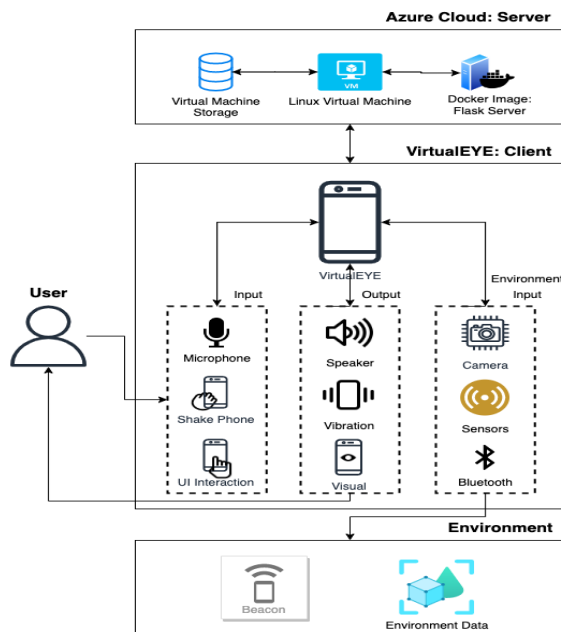 Azure Cloud: Server
VM
Virtual Machine
Storage
Linux Virtual Machine
Docker Image:
Flask Server
VirtualEYE: Client
VirtualEYE
User
Input
Output
Environment
Input
Microphone
Speaker
Camera
Shake Phone
Vibration
Sensors
UI Interaction
Visual
Bluetooth
Environment
Beacon
Environment Data